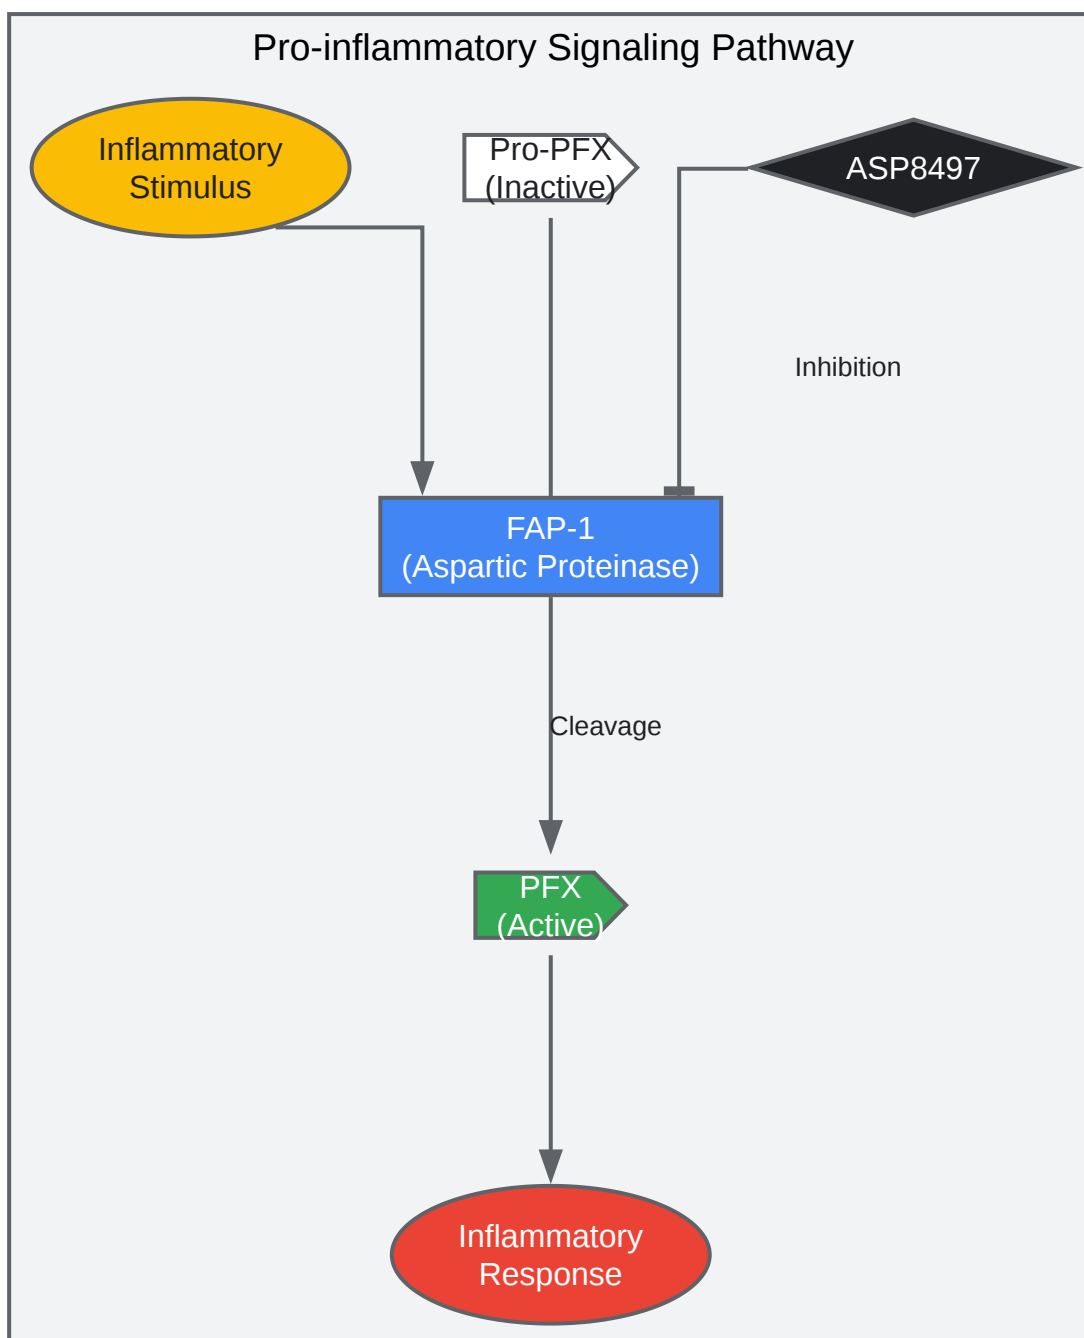 Pro-inflammatory Signaling Pathway
Inflammatory
Stimulus
Pro-PFX
(Inactive)
ASP8497
Inhibition
FAP-1
(Aspartic Proteinase)
Cleavage
PFX
(Active)
Inflammatory
Response